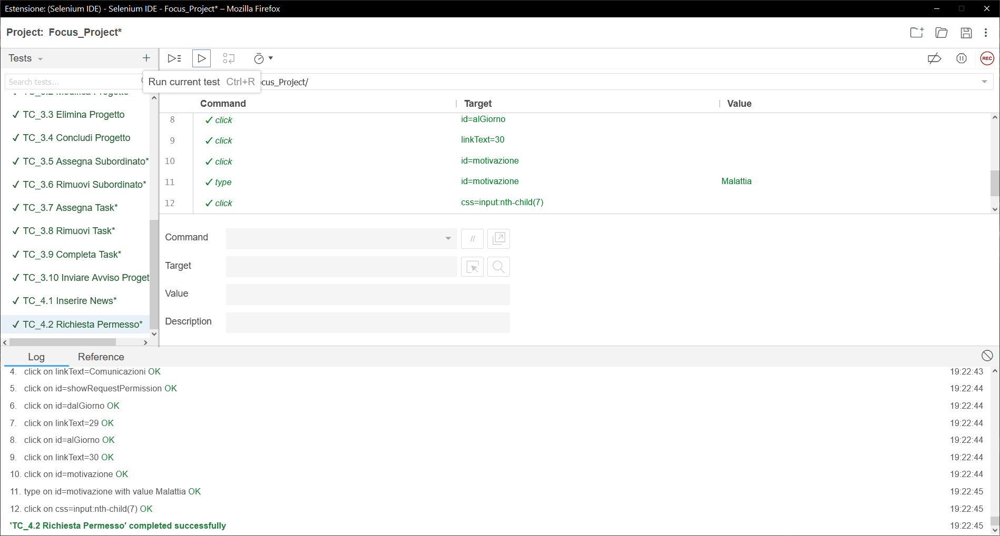 Estensione: (Selenium IDE) - Selenium IDE - Focus_Project* – Mozilla Firefox
Project: Focus_Project*
Tests
REC
Search tests...
Run current test Ctrl+R
ocus_Project/
Command Target Value
TC_3.2 Modifica Progetto
TC_3.3 Elimina Progetto
TC_3.4 Concludi Progetto
TC_3.5 Assegna Subordinato*
TC_3.6 Rimuovi Subordinato*
TC_3.7 Assegna Task*
TC_3.8 Rimuovi Task*
TC_3.9 Completa Task*
TC_3.10 Inviare Avviso Proget
TC_4.1 Inserire News*
TC_4.2 Richiesta Permesso*
8 ✓ click id=alGiorno
9 ✓ click linkText=30
10 ✓ click id=motivazione
11 ✓ type id=motivazione Malattia
12 ✓ click css=input:nth-child(7)
Command //
Target
Value
Description
Log Reference
4. click on linkText=Comunicazioni OK 19:22:43
5. click on id=showRequestPermission OK 19:22:44
6. click on id=dalGiorno OK 19:22:44
7. click on linkText=29 OK 19:22:44
8. click on id=alGiorno OK 19:22:44
9. click on linkText=30 OK 19:22:44
10. click on id=motivazione OK 19:22:44
11. type on id=motivazione with value Malattia OK 19:22:45
12. click on css=input:nth-child(7) OK 19:22:45
'TC_4.2 Richiesta Permesso' completed successfully 19:22:45